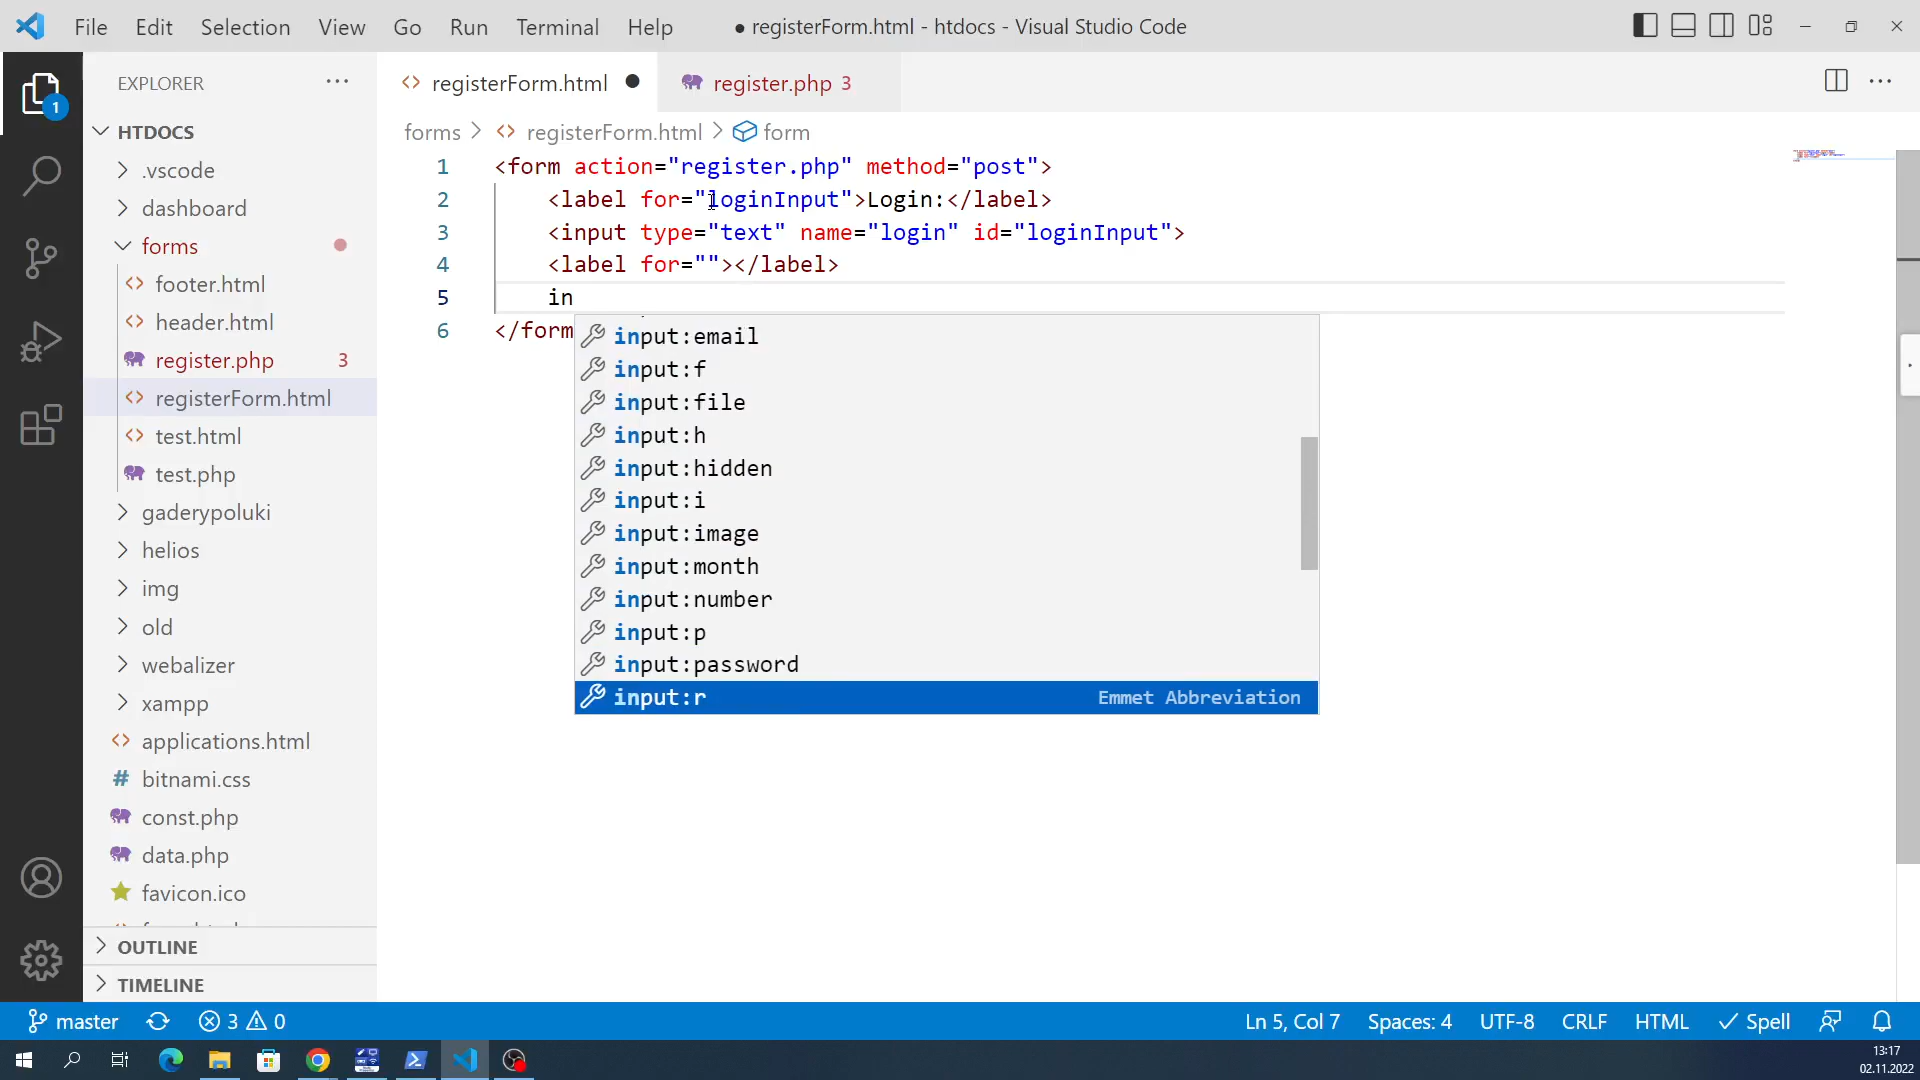 File Edit Selection View Go Run Terminal Help
● registerForm.html - htdocs - Visual Studio Code
EXPLORER
HTDOCS
.vscode
dashboard
forms
footer.html
header.html
register.php 3
registerForm.html
test.html
test.php
gaderypoluki
helios
img
old
webalizer
xampp
applications.html
bitnami.css
const.php
data.php
favicon.ico
OUTLINE
TIMELINE
1
registerForm.html ●
register.php 3
forms > registerForm.html > form
1 <form action="register.php" method="post">
2 <label for="loginInput">Login:</label>
3 <input type="text" name="login" id="loginInput">
4 <label for=""></label>
5 in
6 </form
input:email
input:f
input:file
input:h
input:hidden
input:i
input:image
input:month
input:number
input:p
input:password
input:r Emmet Abbreviation
master 3 0
Ln 5, Col 7 Spaces: 4 UTF-8 CRLF HTML Spell
13:17
02.11.2022